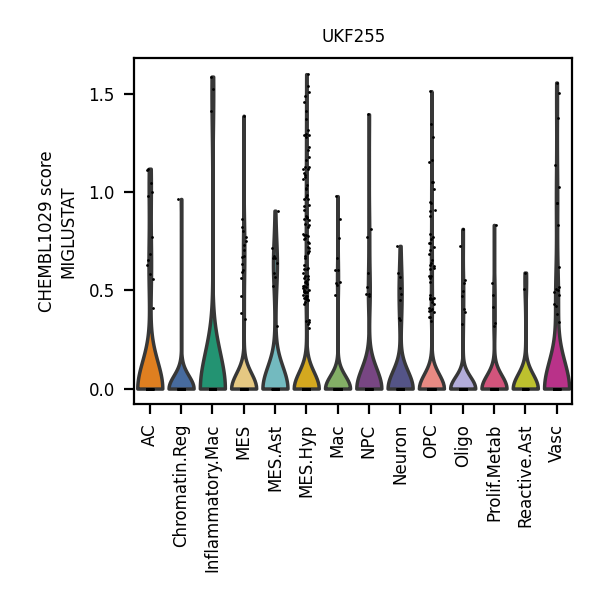 UKF255
CHEMBL1029 score
MIGLUSTAT
1.5
1.0
0.5
0.0
AC
Chromatin.Reg
Inflammatory.Mac
MES
MES.Ast
MES.Hyp
Mac
NPC
Neuron
OPC
Oligo
Prolif.Metab
Reactive.Ast
Vasc